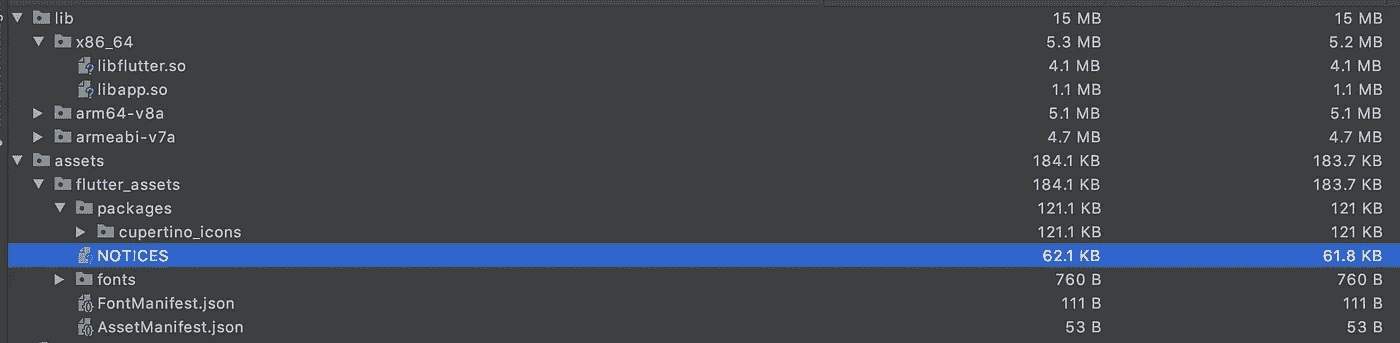 lib 15 MB 15 MB
x86_64 5.3 MB 5.2 MB
libflutter.so 4.1 MB 4.1 MB
libapp.so 1.1 MB 1.1 MB
arm64-v8a 5.1 MB 5.1 MB
armeabi-v7a 4.7 MB 4.7 MB
assets 184.1 KB 183.7 KB
flutter_assets 184.1 KB 183.7 KB
packages 121.1 KB 121 KB
cupertino_icons 121.1 KB 121 KB
NOTICES 62.1 KB 61.8 KB
fonts 760 B 760 B
FontManifest.json 111 B 111 B
AssetManifest.json 53 B 53 B